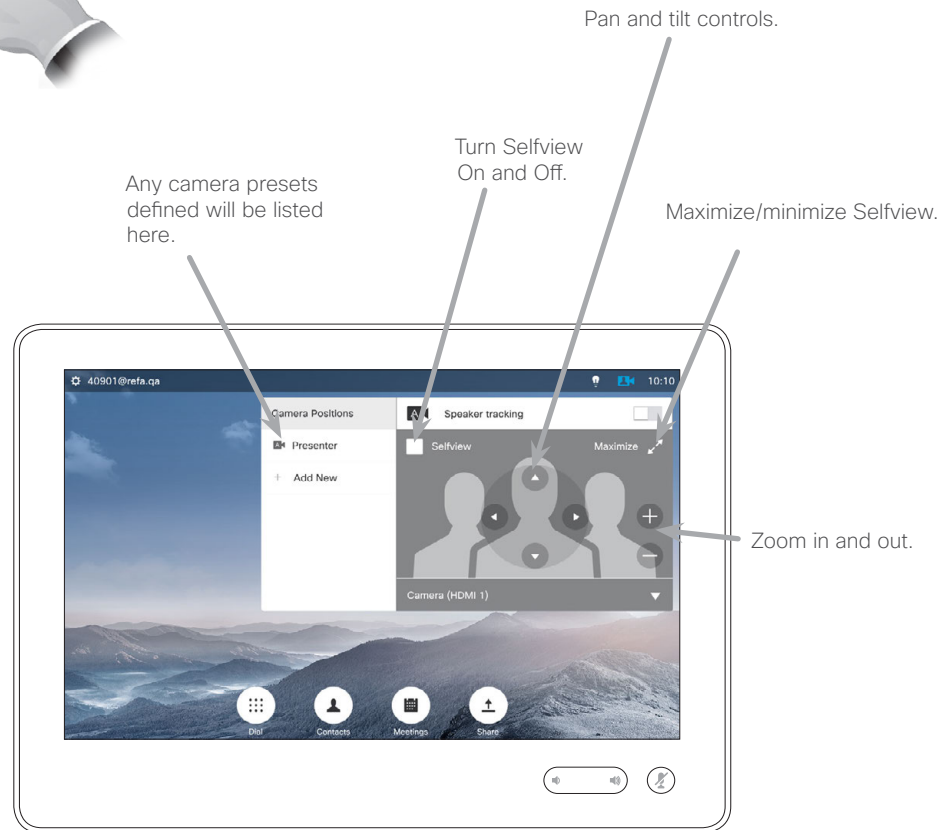 Pan and tilt controls.
Turn Selfview
On and Off.
Any camera presets
defined will be listed
here.
Maximize/minimize Selfview.
40901@refa.qa
10:10
Camera Positions
Speaker tracking
Presenter
Selfview
Maximize
Add New
Zoom in and out.
Camera (HDMI 1)
Dial
Contacts
Meetings
Share